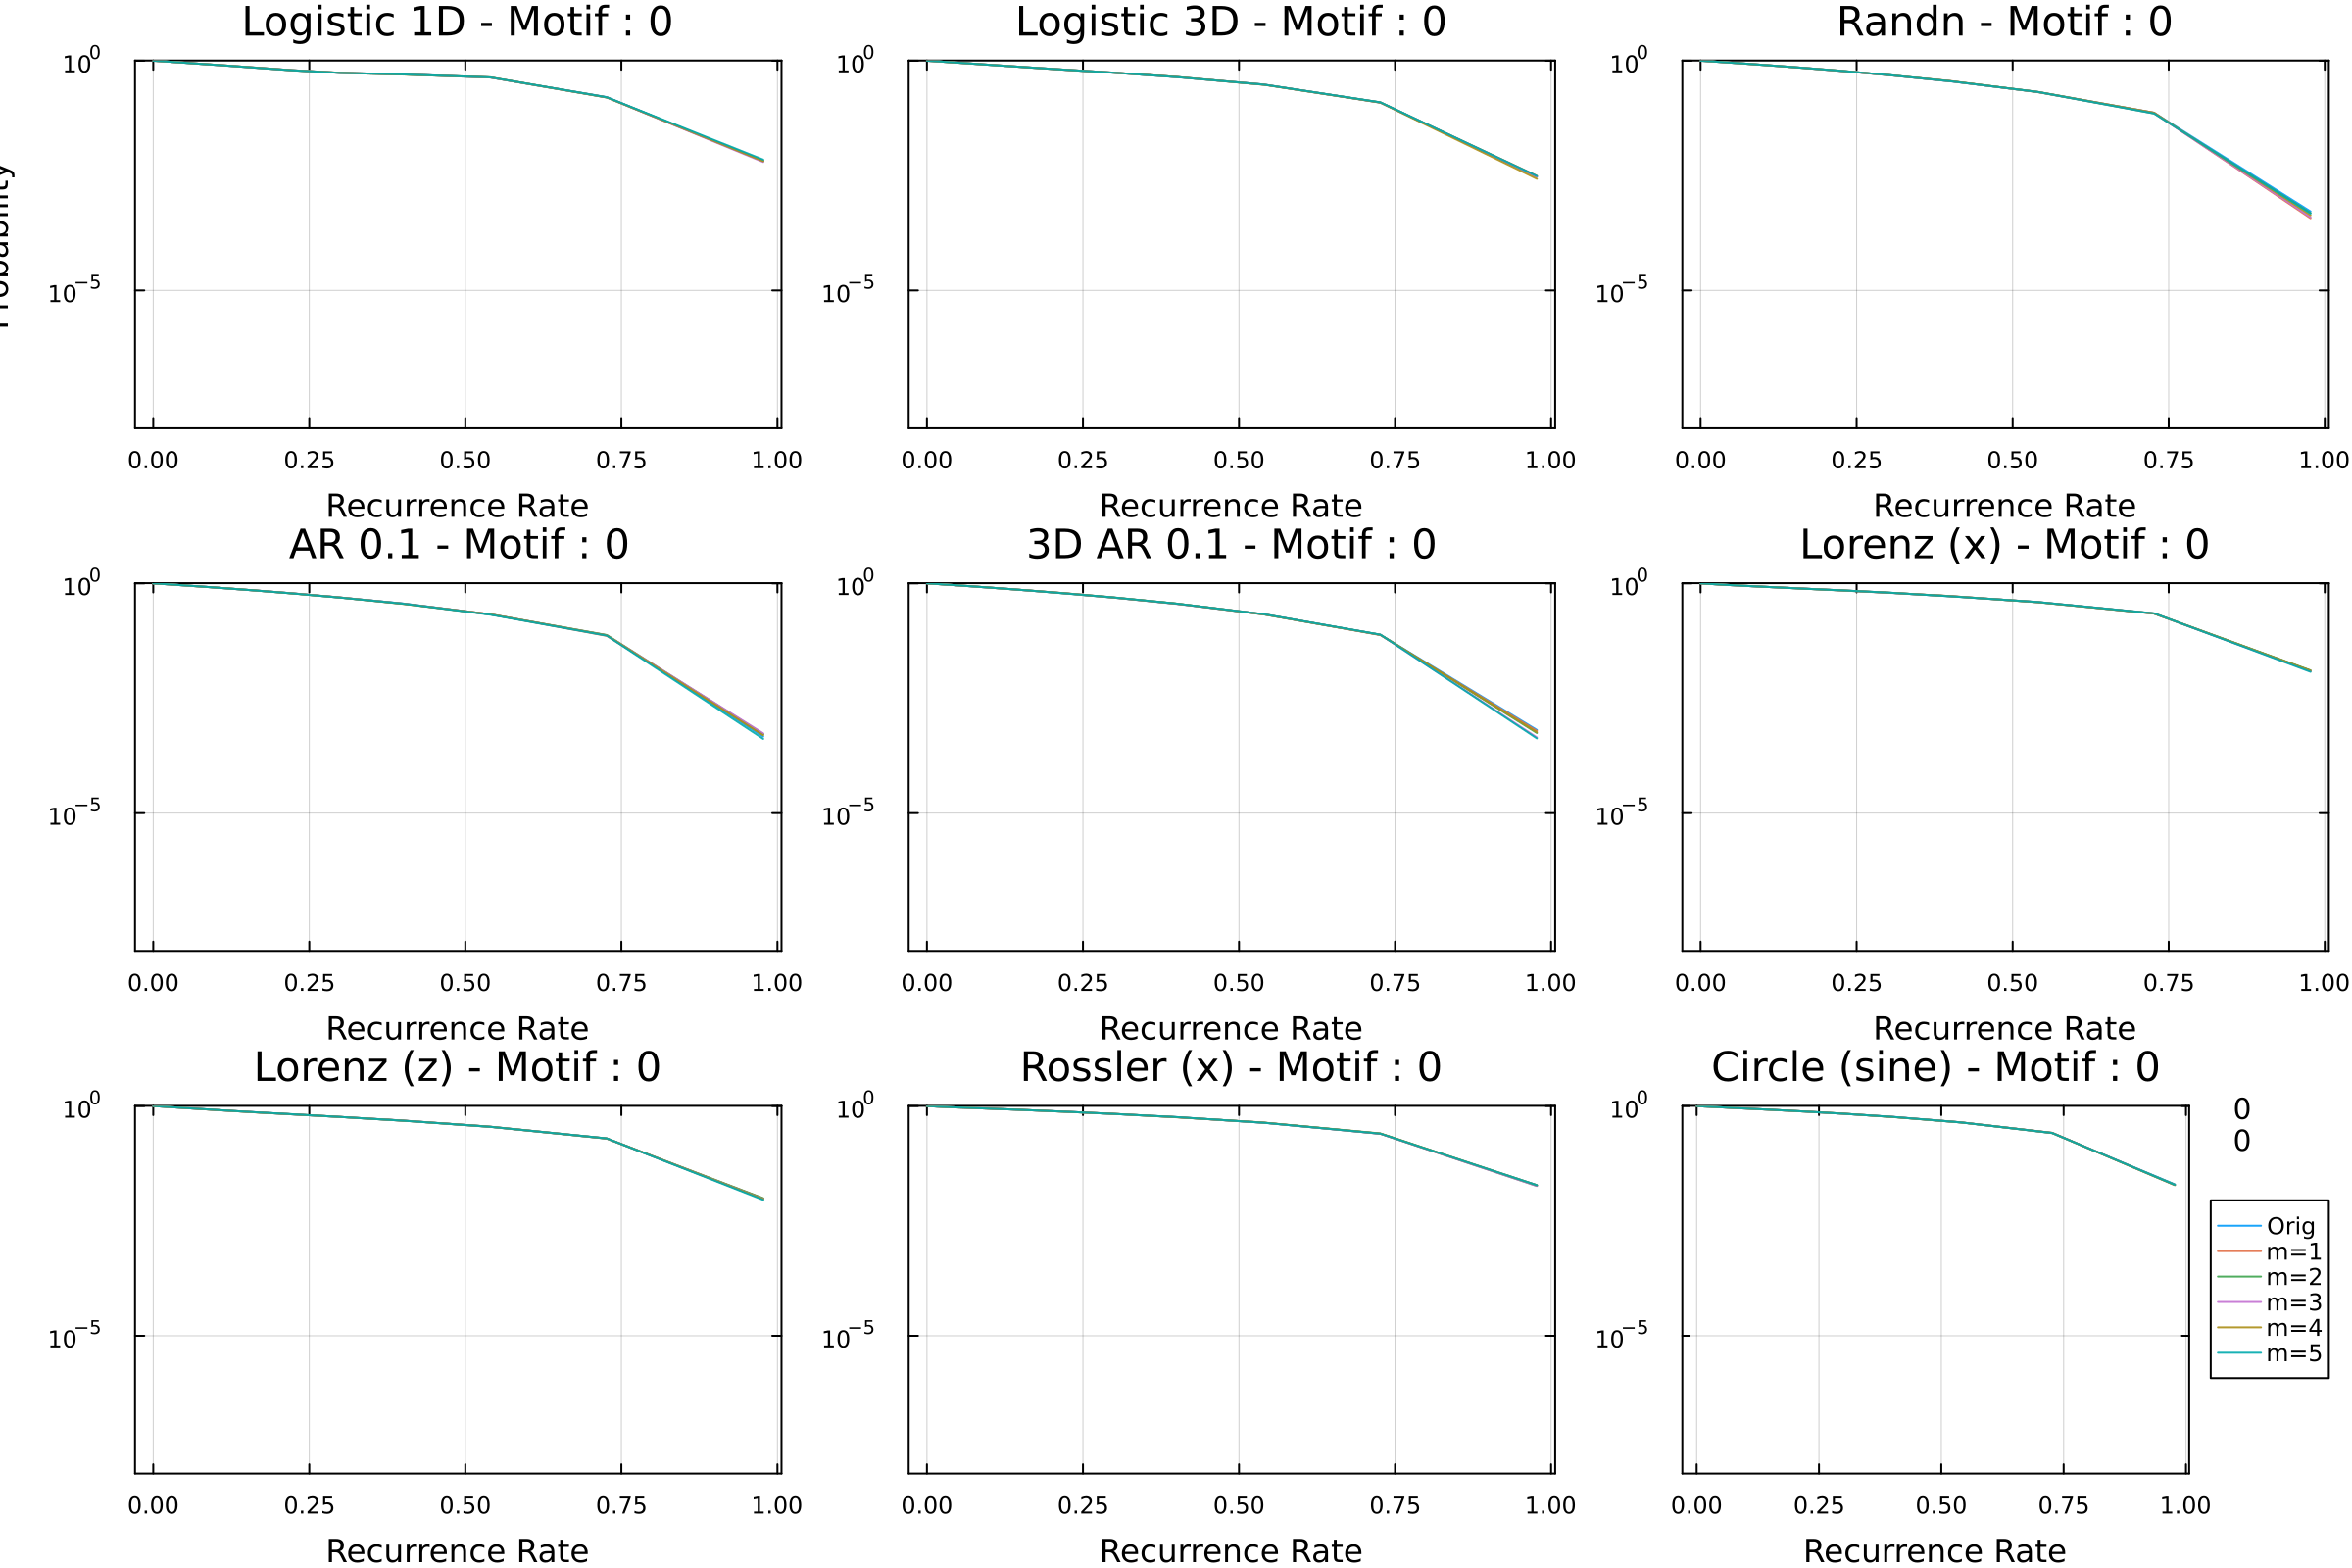 Logistic 1D - Motif : 0
Logistic 3D - Motif : 0
Randn - Motif : 0
10^0
10^−5
0.00 0.25 0.50 0.75 1.00
Recurrence Rate
10^0
10^−5
0.00 0.25 0.50 0.75 1.00
Recurrence Rate
10^0
10^−5
0.00 0.25 0.50 0.75 1.00
Recurrence Rate
Probability
AR 0.1 - Motif : 0
3D AR 0.1 - Motif : 0
Lorenz (x) - Motif : 0
10^0
10^−5
0.00 0.25 0.50 0.75 1.00
Recurrence Rate
10^0
10^−5
0.00 0.25 0.50 0.75 1.00
Recurrence Rate
10^0
10^−5
0.00 0.25 0.50 0.75 1.00
Recurrence Rate
Lorenz (z) - Motif : 0
Rossler (x) - Motif : 0
Circle (sine) - Motif : 0
10^0
10^−5
0.00 0.25 0.50 0.75 1.00
Recurrence Rate
10^0
10^−5
0.00 0.25 0.50 0.75 1.00
Recurrence Rate
10^0
10^−5
0.00 0.25 0.50 0.75 1.00
Recurrence Rate
0
0
Orig
m=1
m=2
m=3
m=4
m=5